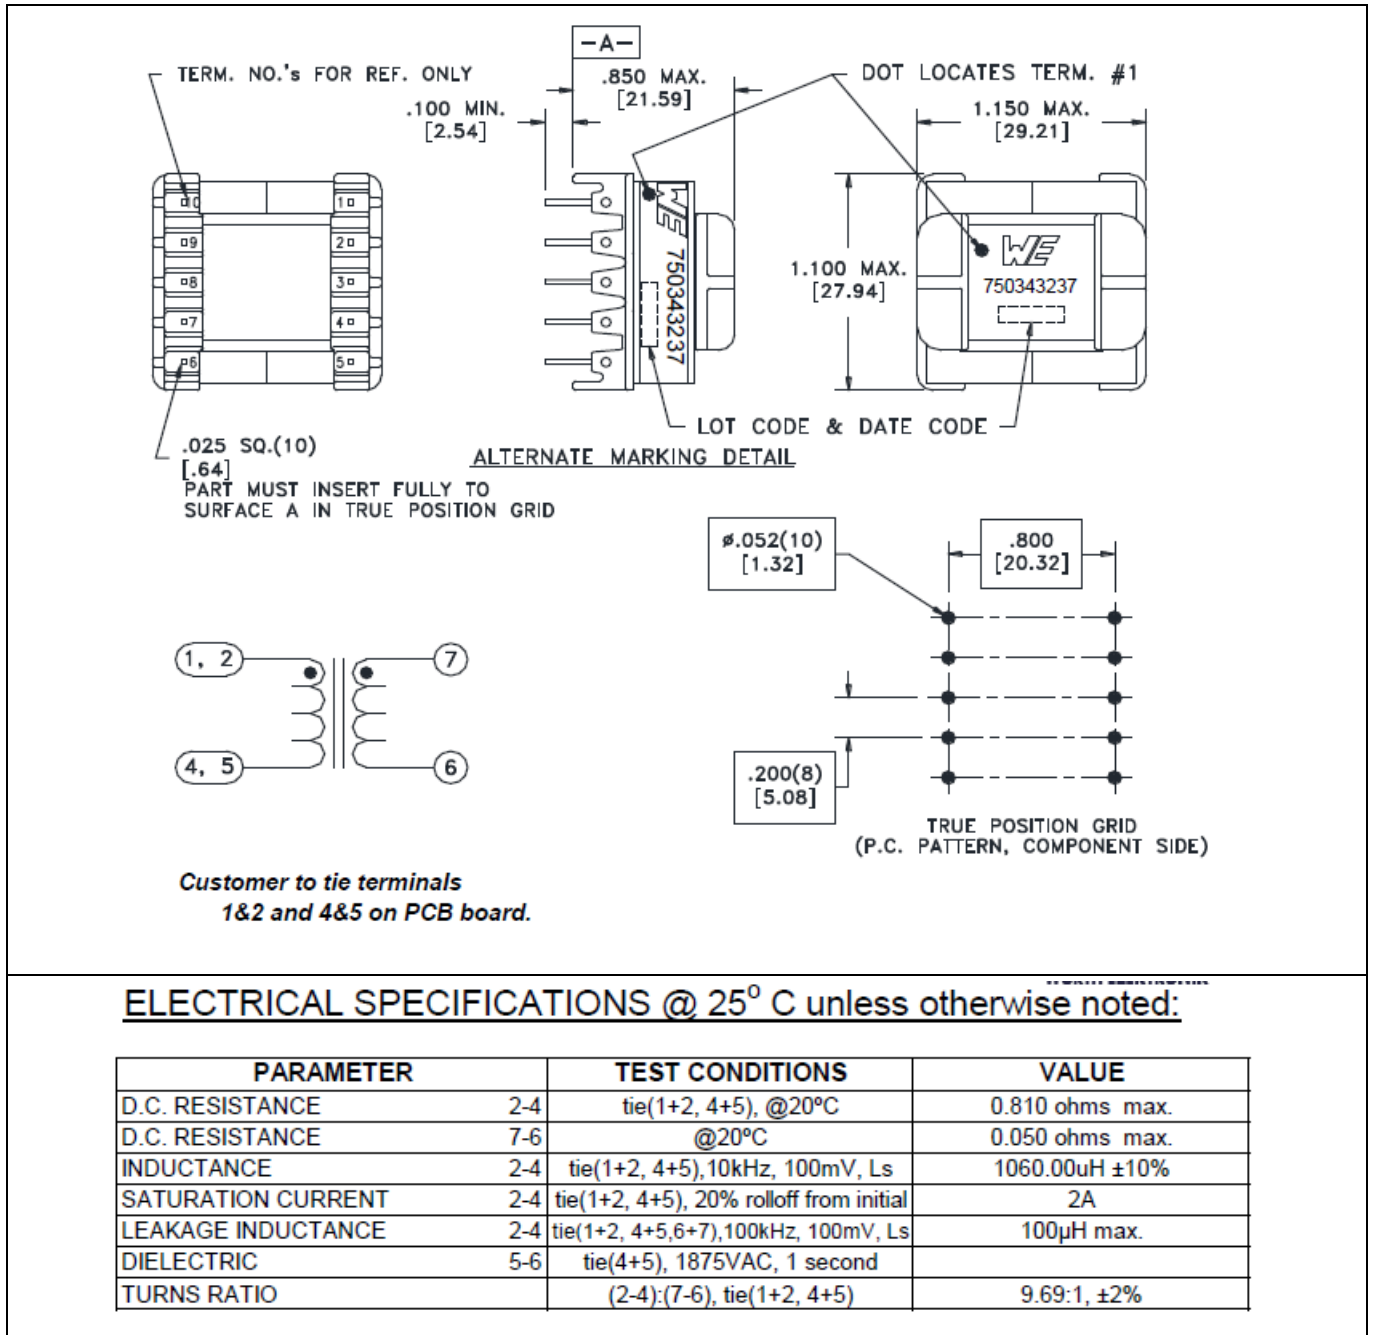 -A-
TERM. NO.'s FOR REF. ONLY
.850 MAX.
[21.59]
DOT LOCATES TERM. #1
.100 MIN.
[2.54]
1.150 MAX.
[29.21]
10 1
9 2
8 3
7 4
6 5
WE
750343237
1.100 MAX.
[27.94]
WE
750343237
LOT CODE & DATE CODE
.025 SQ.(10)
[.64]
PART MUST INSERT FULLY TO
SURFACE A IN TRUE POSITION GRID
ALTERNATE MARKING DETAIL
ø.052(10)
[1.32]
.800
[20.32]
1, 2
7
4, 5
6
.200(8)
[5.08]
TRUE POSITION GRID
(P.C. PATTERN, COMPONENT SIDE)
Customer to tie terminals
1&2 and 4&5 on PCB board.
ELECTRICAL SPECIFICATIONS @ 25° C unless otherwise noted:
PARAMETER TEST CONDITIONS VALUE
D.C. RESISTANCE 2-4 tie(1+2, 4+5), @20ºC 0.810 ohms max.
D.C. RESISTANCE 7-6 @20ºC 0.050 ohms max.
INDUCTANCE 2-4 tie(1+2, 4+5),10kHz, 100mV, Ls 1060.00uH ±10%
SATURATION CURRENT 2-4 tie(1+2, 4+5), 20% rolloff from initial 2A
LEAKAGE INDUCTANCE 2-4 tie(1+2, 4+5,6+7),100kHz, 100mV, Ls 100µH max.
DIELECTRIC 5-6 tie(4+5), 1875VAC, 1 second
TURNS RATIO (2-4):(7-6), tie(1+2, 4+5) 9.69:1, ±2%